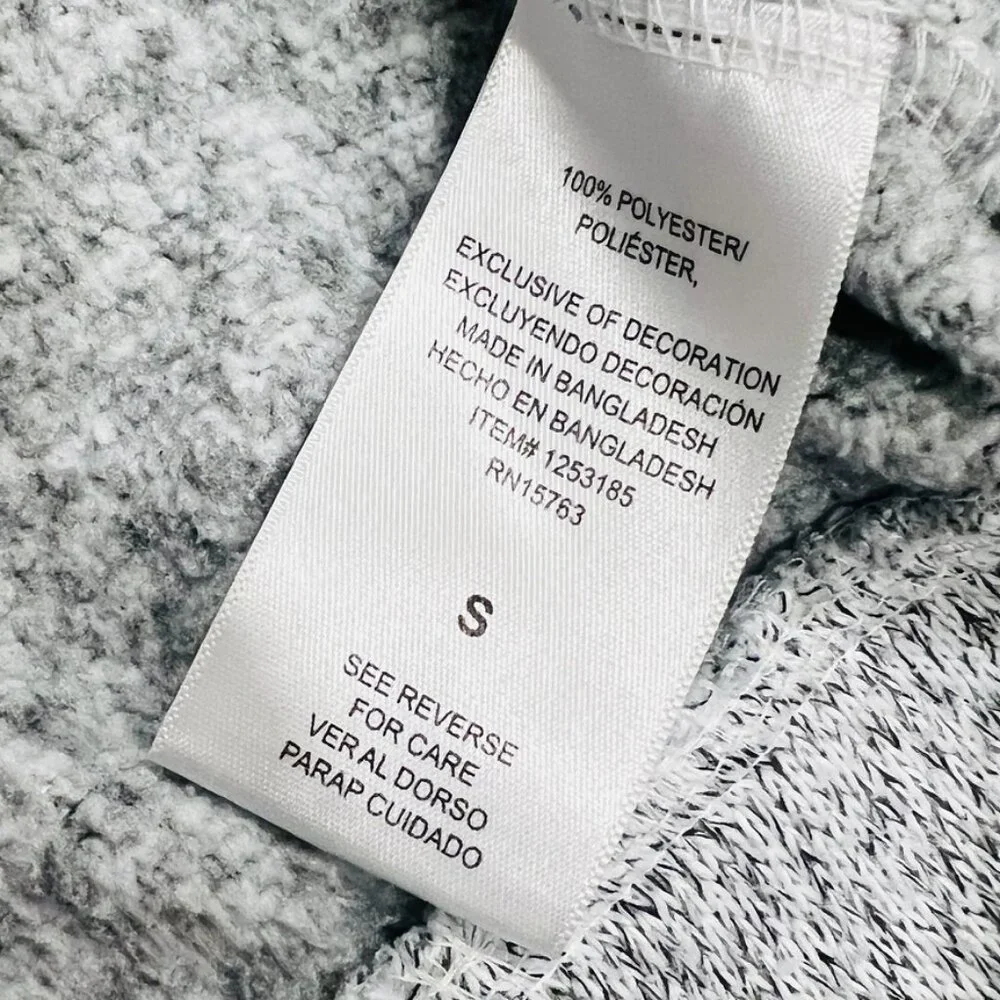 100% POLYESTER/
POLIÉSTER,
EXCLUSIVE OF DECORATION
EXCLUYENDO DECORACIÓN
MADE IN BANGLADESH
HECHO EN BANGLADESH
ITEM# 1253185
RN15763
S
SEE REVERSE
FOR CARE
VER AL DORSO
PARAP CUIDADO